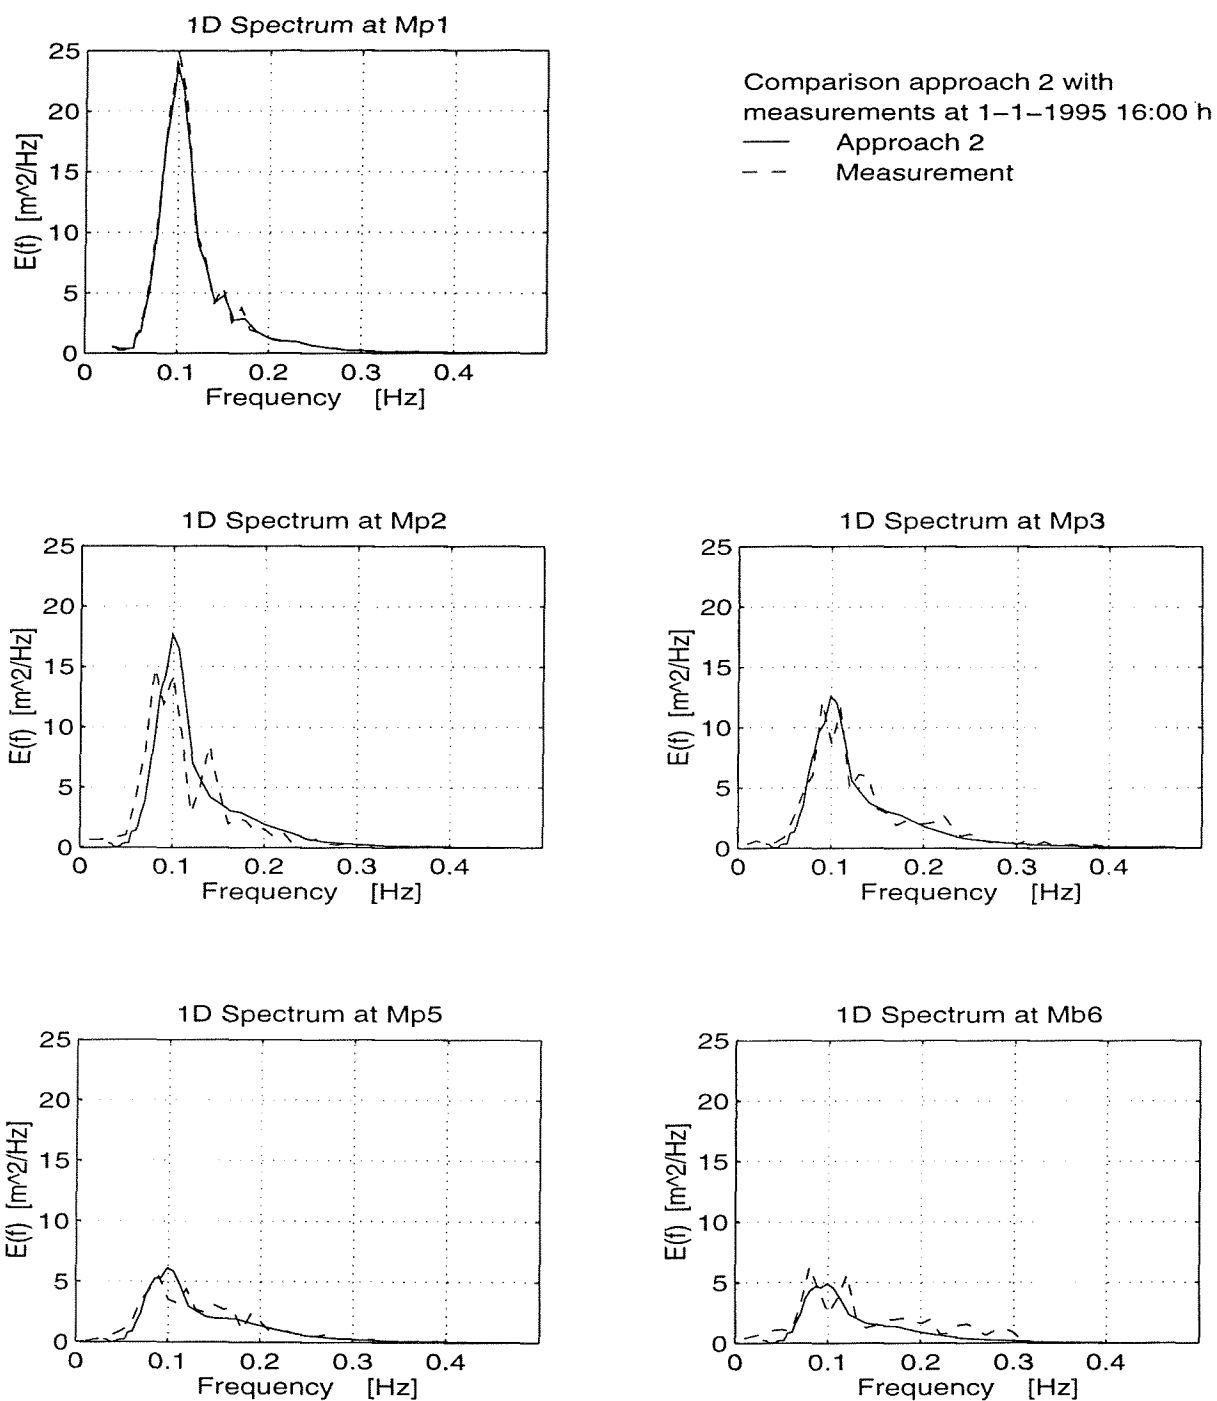 1D Spectrum at Mp1
25
20
15
10
5
0
E(f) [m^2/Hz]
0 0.1 0.2 0.3 0.4
Frequency [Hz]
Comparison approach 2 with
measurements at 1–1–1995 16:00 h
Approach 2
Measurement
1D Spectrum at Mp2
25
20
15
10
5
0
E(f) [m^2/Hz]
0 0.1 0.2 0.3 0.4
Frequency [Hz]
1D Spectrum at Mp3
25
20
15
10
5
0
E(f) [m^2/Hz]
0 0.1 0.2 0.3 0.4
Frequency [Hz]
1D Spectrum at Mp5
25
20
15
10
5
0
E(f) [m^2/Hz]
0 0.1 0.2 0.3 0.4
Frequency [Hz]
1D Spectrum at Mb6
25
20
15
10
5
0
E(f) [m^2/Hz]
0 0.1 0.2 0.3 0.4
Frequency [Hz]